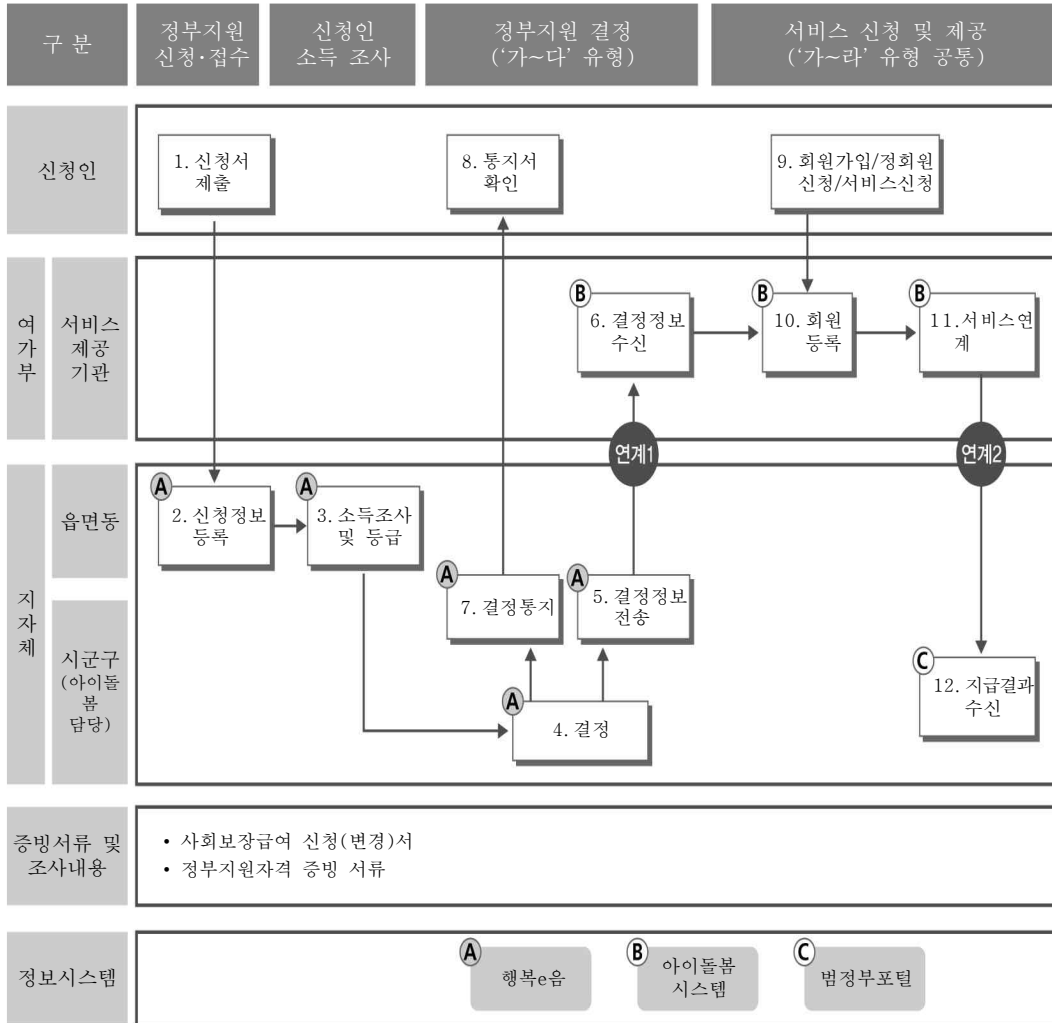 구 분
정부지원
신청·접수
신청인
소득 조사
정부지원 결정
('가~다' 유형)
서비스 신청 및 제공
('가~라' 유형 공통)
신청인
1. 신청서
제출
8. 통지서
확인
9. 회원가입/정회원
신청/서비스신청
여
가
부
서비스
제공
기관
B
6. 결정정보
수신
B
10. 회원
등록
B
11.서비스연
계
연계1
연계2
지
자
체
읍면동
A
2. 신청정보
등록
A
3. 소득조사
및 등급
A
7. 결정통지
A
5. 결정정보
전송
시군구
(아이돌
봄
담당)
A
4. 결정
C
12. 지급결과
수신
증빙서류 및
조사내용
• 사회보장급여 신청(변경)서
• 정부지원자격 증빙 서류
정보시스템
A
행복e음
B
아이돌봄
시스템
C
범정부포털